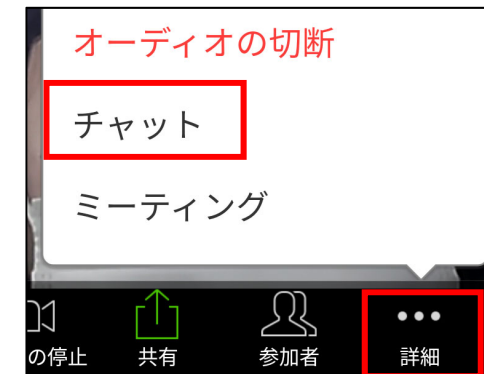 オーディオの切断
チャット
ミーティング
の停止 共有 参加者 詳細